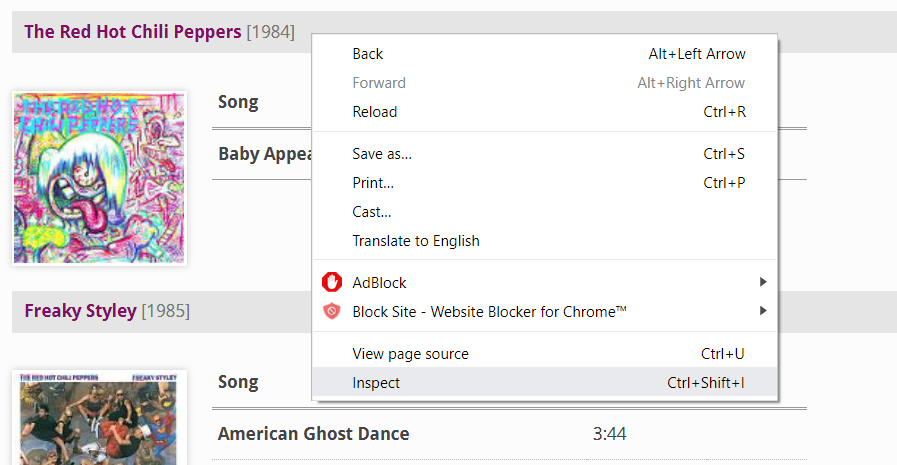 The Red Hot Chili Peppers [1984]
Back Alt+Left Arrow
Forward Alt+Right Arrow
Reload Ctrl+R
Save as... Ctrl+S
Print... Ctrl+P
Cast...
Translate to English
AdBlock
Block Site - Website Blocker for Chrome™
View page source Ctrl+U
Inspect Ctrl+Shift+I
THE RED HOT
CHILI PEPPERS
Song
Baby Appea
Freaky Styley [1985]
THE RED HOT CHILI PEPPERS FREAKY STYLEY
Song
American Ghost Dance 3:44